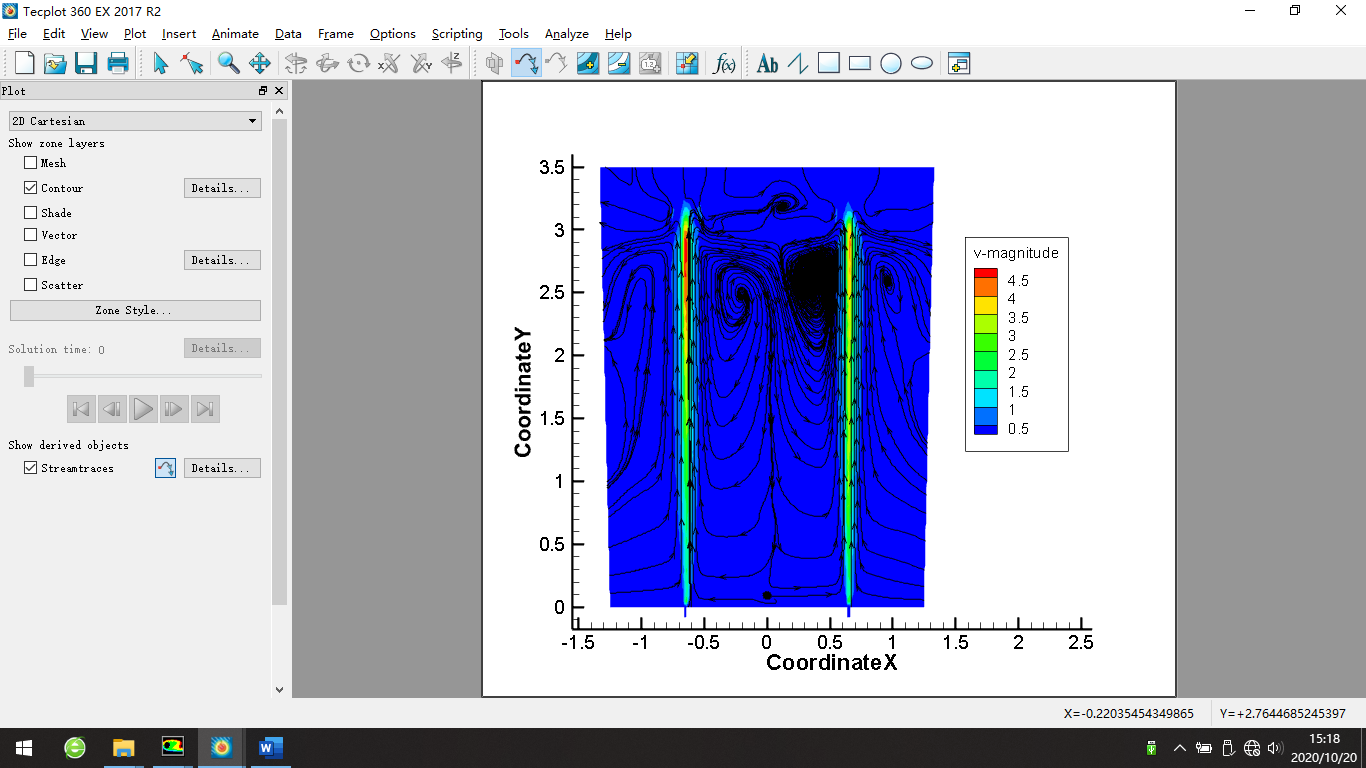 Tecplot 360 EX 2017 R2
File Edit View Plot Insert Animate Data Frame Options Scripting Tools Analyze Help
Plot
2D Cartesian
Show zone layers
Mesh
Contour Details...
Shade
Vector
Edge Details...
Scatter
Zone Style...
Solution time: 0 Details...
Show derived objects
Streamtraces Details...
CoordinateY
3.5
3
2.5
2
1.5
1
0.5
0
-1.5 -1 -0.5 0 0.5 1 1.5 2 2.5
CoordinateX
v-magnitude
4.5
4
3.5
3
2.5
2
1.5
1
0.5
X=-0.22035454349865 Y=+2.7644685245397
15:18
2020/10/20